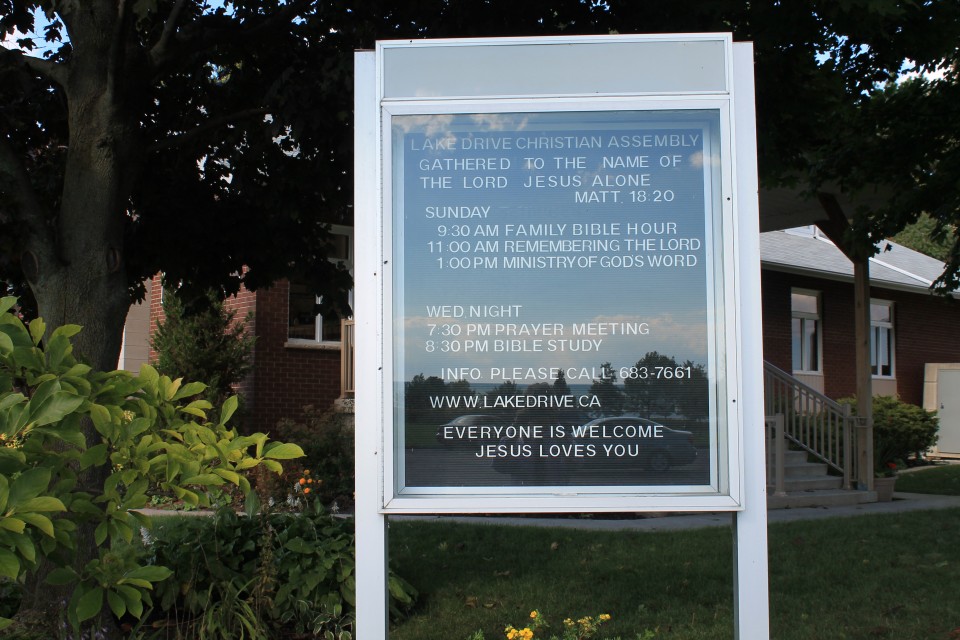 LAKE DRIVE CHRISTIAN ASSEMBLY
GATHERED TO THE NAME OF
THE LORD JESUS ALONE
MATT. 18:20
SUNDAY
9:30 AM FAMILY BIBLE HOUR
11:00 AM REMEMBERING THE LORD
1:00 PM MINISTRY OF GODS WORD
WED. NIGHT
7:30 PM PRAYER MEETING
8:30 PM BIBLE STUDY
INFO. PLEASE CALL: 683-7661
WWW.LAKEDRIVE.CA
EVERYONE IS WELCOME
JESUS LOVES YOU